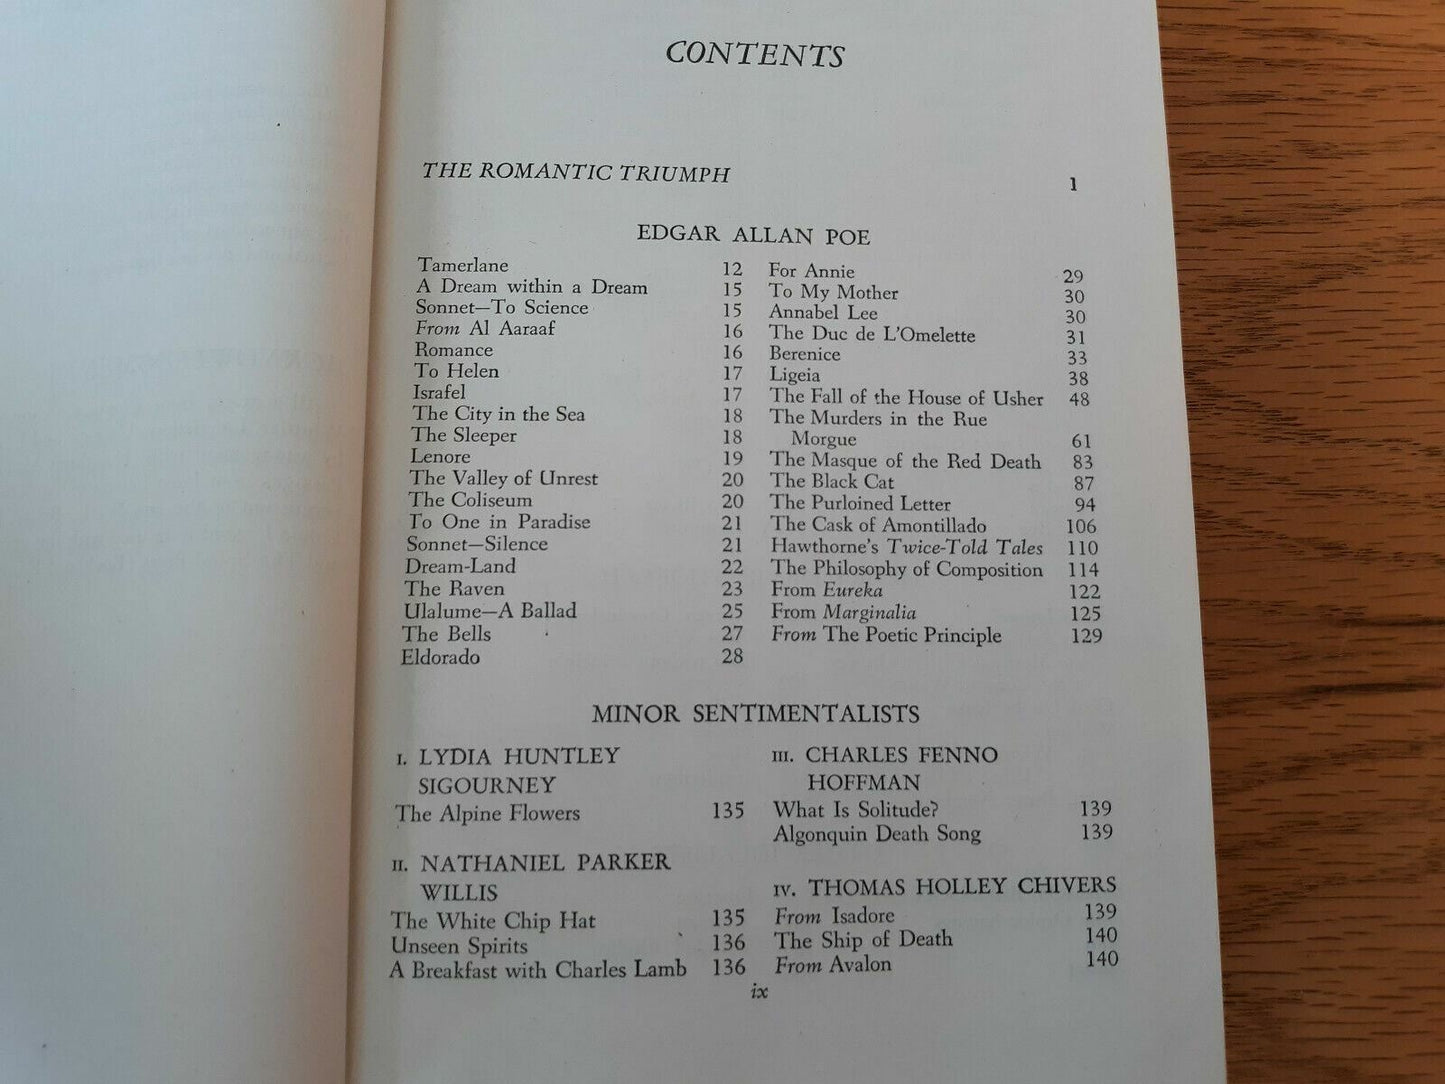 CONTENTS
THE ROMANTIC TRIUMPH 1
EDGAR ALLAN POE
Tamerlane 12
A Dream within a Dream 15
Sonnet—To Science 15
From Al Aaraaf 16
Romance 16
To Helen 17
Israfel 17
The City in the Sea 18
The Sleeper 18
Lenore 19
The Valley of Unrest 20
The Coliseum 20
To One in Paradise 21
Sonnet—Silence 21
Dream-Land 22
The Raven 23
Ulalume—A Ballad 25
The Bells 27
Eldorado 28
For Annie 29
To My Mother 30
Annabel Lee 30
The Duc de L'Omelette 31
Berenice 33
Ligeia 38
The Fall of the House of Usher 48
The Murders in the Rue
Morgue 61
The Masque of the Red Death 83
The Black Cat 87
The Purloined Letter 94
The Cask of Amontillado 106
Hawthorne's Twice-Told Tales 110
The Philosophy of Composition 114
From Eureka 122
From Marginalia 125
From The Poetic Principle 129
MINOR SENTIMENTALISTS
I. LYDIA HUNTLEY
SIGOURNEY
The Alpine Flowers 135
II. NATHANIEL PARKER
WILLIS
The White Chip Hat 135
Unseen Spirits 136
A Breakfast with Charles Lamb 136
III. CHARLES FENNO
HOFFMAN
What Is Solitude? 139
Algonquin Death Song 139
IV. THOMAS HOLLEY CHIVERS
From Isadore 139
The Ship of Death 140
From Avalon 140
ix